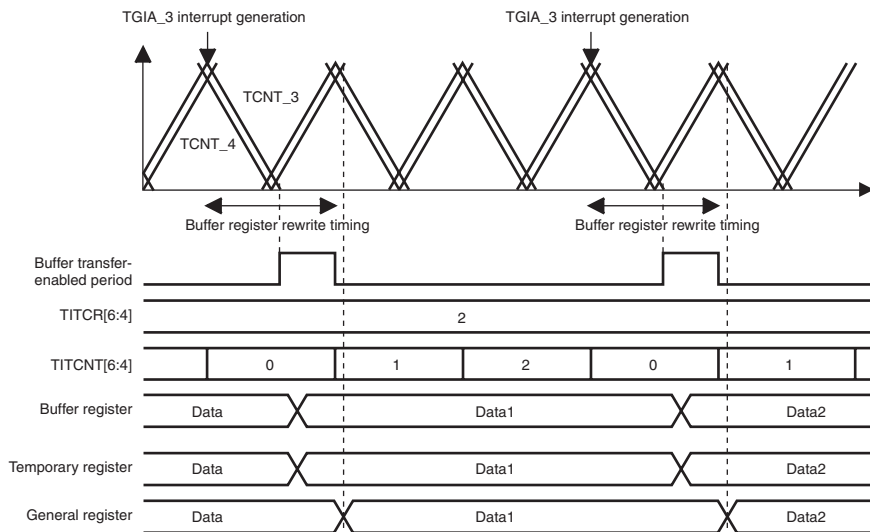 TGIA_3 interrupt generation
TGIA_3 interrupt generation
TCNT_3
TCNT_4
Buffer register rewrite timing
Buffer register rewrite timing
Buffer transfer-
enabled period
TITCR[6:4]
2
TITCNT[6:4]
0
1
2
0
1
Buffer register
Data
Data1
Data2
Temporary register
Data
Data1
Data2
General register
Data
Data1
Data2